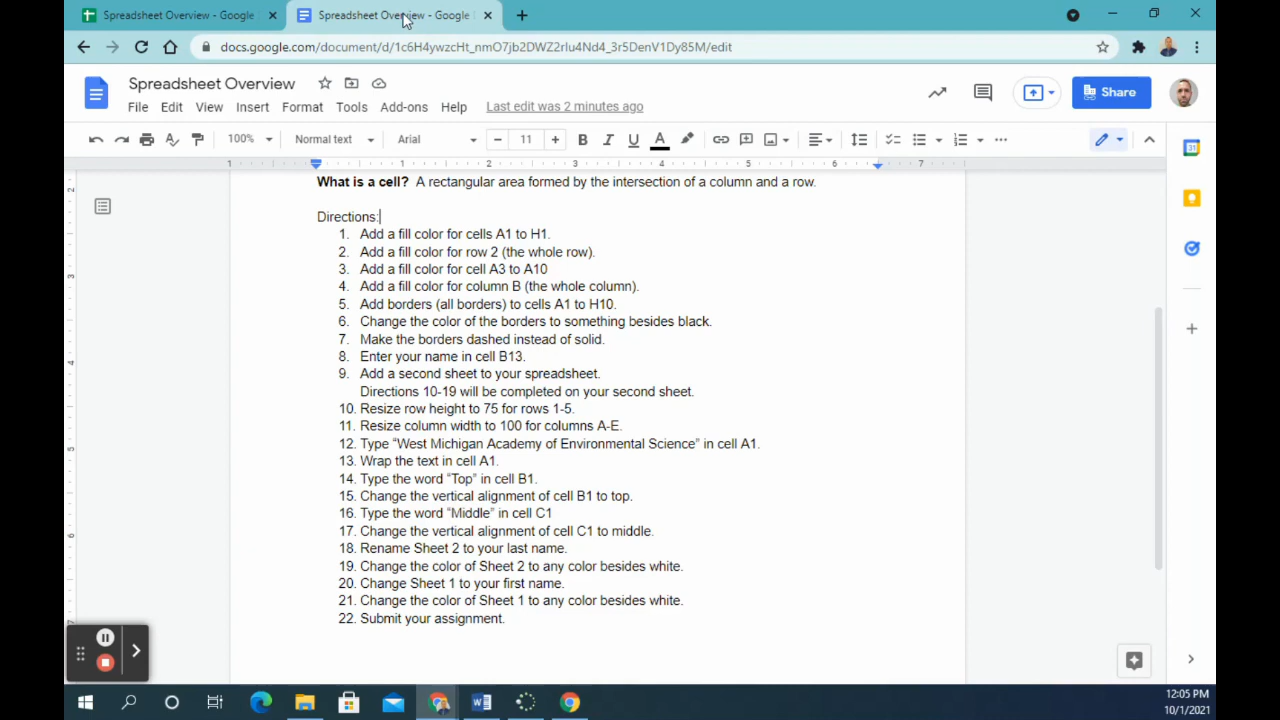 Spreadsheet Overview - Google
Spreadsheet Overview - Google
docs.google.com/document/d/1c6H4ywzcHt_nmO7jb2DWZ2rlu4Nd4_3r5DenV1Dy85M/edit
Spreadsheet Overview
File Edit View Insert Format Tools Add-ons Help Last edit was 2 minutes ago
Share
100% Normal text Arial 11
1 1 2 3 4 5 6 7
What is a cell? A rectangular area formed by the intersection of a column and a row.
Directions:
1. Add a fill color for cells A1 to H1.
2. Add a fill color for row 2 (the whole row).
3. Add a fill color for cell A3 to A10
4. Add a fill color for column B (the whole column).
5. Add borders (all borders) to cells A1 to H10.
6. Change the color of the borders to something besides black.
7. Make the borders dashed instead of solid.
8. Enter your name in cell B13.
9. Add a second sheet to your spreadsheet.
Directions 10-19 will be completed on your second sheet.
10. Resize row height to 75 for rows 1-5.
11. Resize column width to 100 for columns A-E.
12. Type “West Michigan Academy of Environmental Science” in cell A1.
13. Wrap the text in cell A1.
14. Type the word “Top” in cell B1.
15. Change the vertical alignment of cell B1 to top.
16. Type the word “Middle” in cell C1
17. Change the vertical alignment of cell C1 to middle.
18. Rename Sheet 2 to your last name.
19. Change the color of Sheet 2 to any color besides white.
20. Change Sheet 1 to your first name.
21. Change the color of Sheet 1 to any color besides white.
22. Submit your assignment.
12:05 PM
10/1/2021